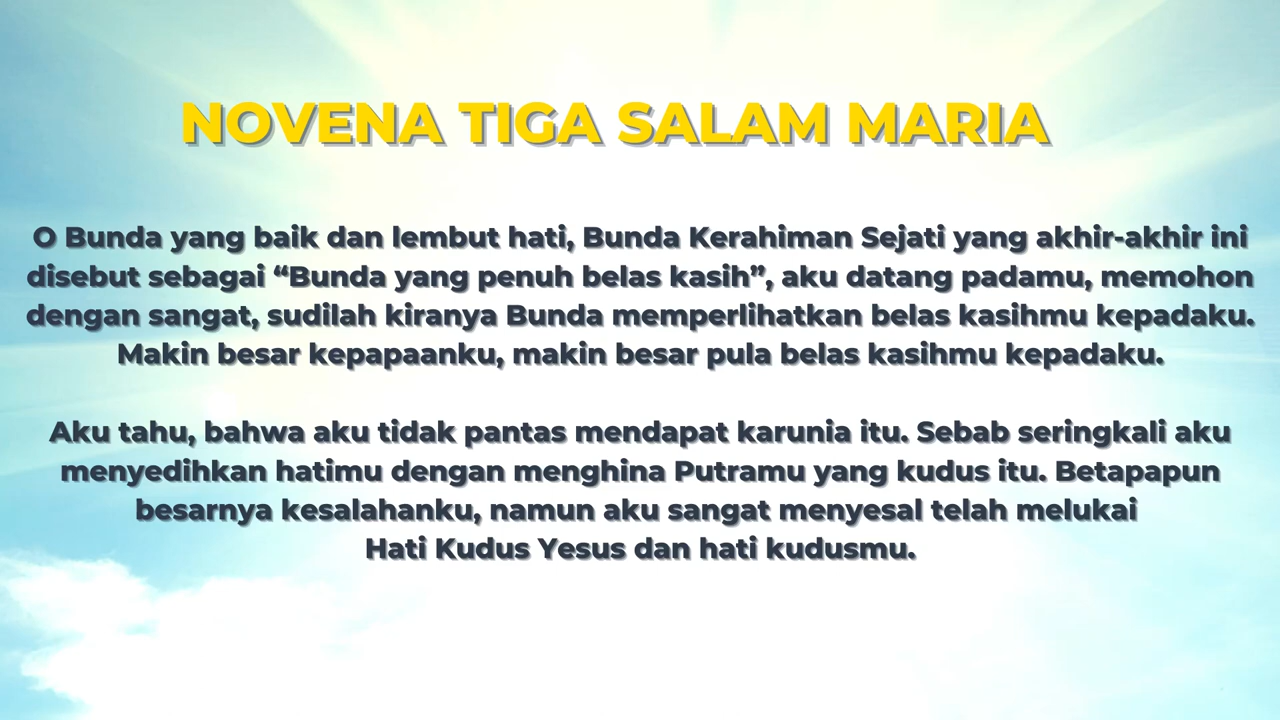 NOVENA TIGA SALAM MARIA
O Bunda yang baik dan lembut hati, Bunda Kerahiman Sejati yang akhir-akhir ini
disebut sebagai “Bunda yang penuh belas kasih”, aku datang padamu, memohon
dengan sangat, sudilah kiranya Bunda memperlihatkan belas kasihmu kepadaku.
Makin besar kepapaanku, makin besar pula belas kasihmu kepadaku.
Aku tahu, bahwa aku tidak pantas mendapat karunia itu. Sebab seringkali aku
menyedihkan hatimu dengan menghina Putramu yang kudus itu. Betapapun
besarnya kesalahanku, namun aku sangat menyesal telah melukai
Hati Kudus Yesus dan hati kudusmu.